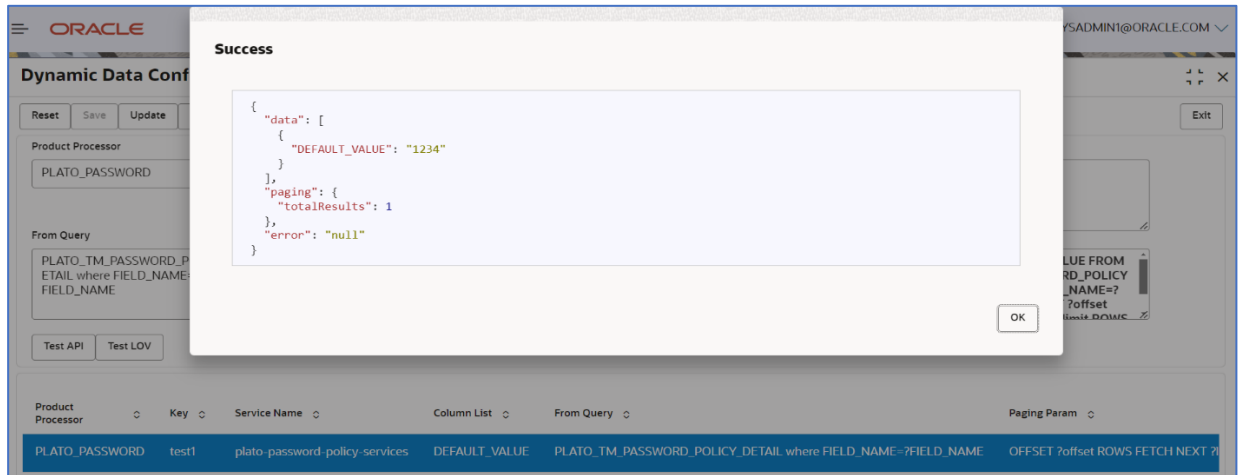 ORACLE
YSADMIN1@ORACLE.COM
Dynamic Data Conf
Reset Save Update
Exit
Success
{
"data": [
{
"DEFAULT_VALUE": "1234"
}
],
"paging": {
"totalResults": 1
},
"error": "null"
}
OK
Product Processor
PLATO_PASSWORD
From Query
PLATO_TM_PASSWORD_P
ETAIL where FIELD_NAME=
FIELD_NAME
LUE FROM
RD_POLICY
_NAME=?
?offset
limit ROWS
Test API Test LOV
Product Processor Key Service Name Column List From Query Paging Param
PLATO_PASSWORD test1 plato-password-policy-services DEFAULT_VALUE PLATO_TM_PASSWORD_POLICY_DETAIL where FIELD_NAME=?FIELD_NAME OFFSET ?offset ROWS FETCH NEXT ?l